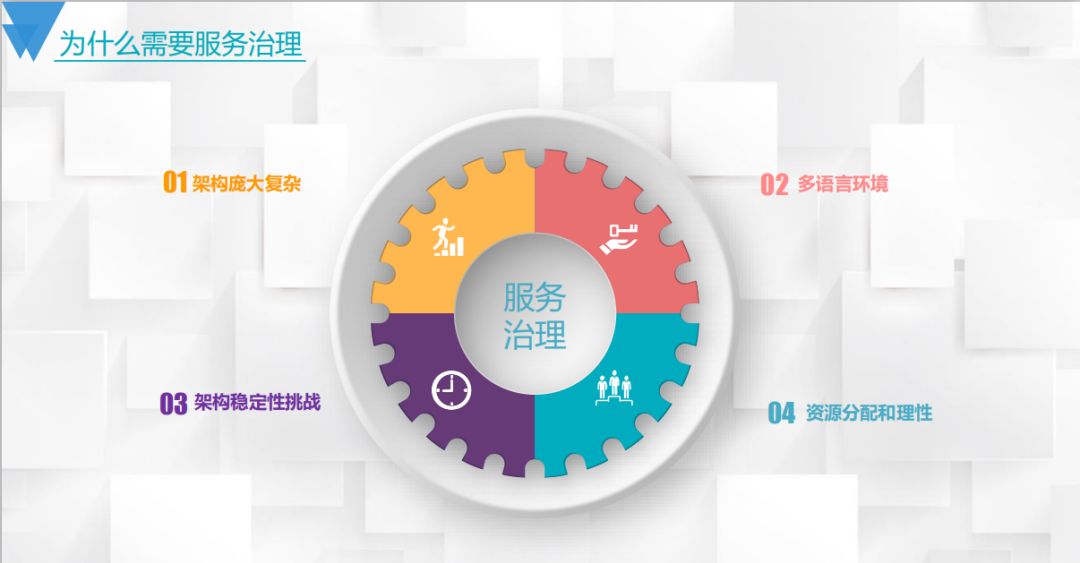 为什么需要服务治理
01 架构庞大复杂
02 多语言环境
服务
治理
03 架构稳定性挑战
04 资源分配和理性